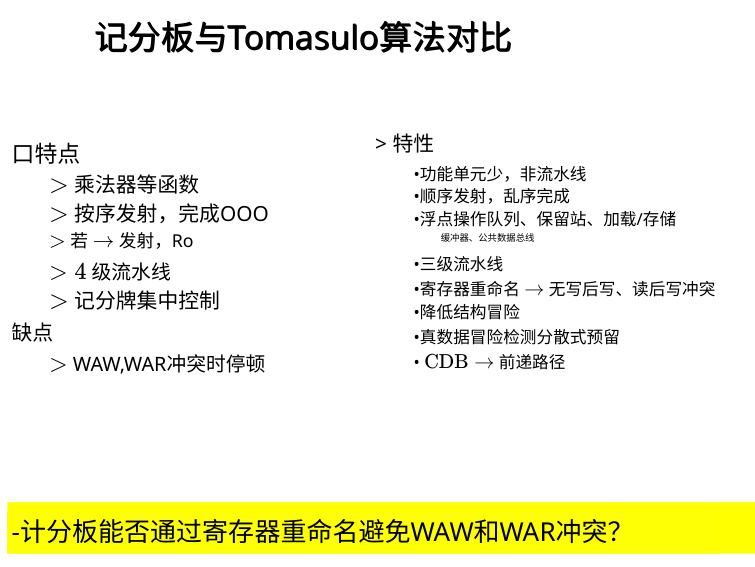 记分板与Tomasulo算法对比
口特点
> 乘法器等函数
> 按序发射，完成OOO
> 若 → 发射，Ro
> 4 级流水线
> 记分牌集中控制
缺点
> WAW,WAR冲突时停顿
> 特性
•功能单元少，非流水线
•顺序发射，乱序完成
•浮点操作队列、保留站、加载/存储
缓冲器、公共数据总线
•三级流水线
•寄存器重命名 → 无写后写、读后写冲突
•降低结构冒险
•真数据冒险检测分散式预留
• CDB → 前递路径
-计分板能否通过寄存器重命名避免WAW和WAR冲突？